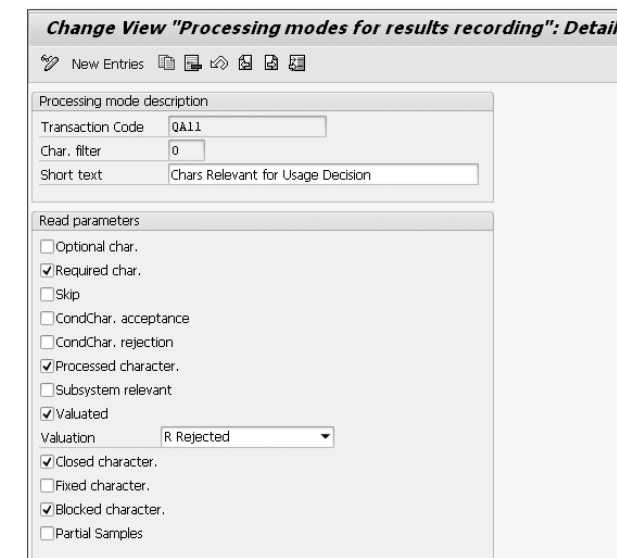 Change View "Processing modes for results recording": Detail
New Entries
Processing mode description
Transaction Code QA11
Char. filter 0
Short text Chars Relevant for Usage Decision
Read parameters
Optional char.
Required char.
Skip
CondChar. acceptance
CondChar. rejection
Processed character.
Subsystem relevant
Valuated
Valuation R Rejected
Closed character.
Fixed character.
Blocked character.
Partial Samples